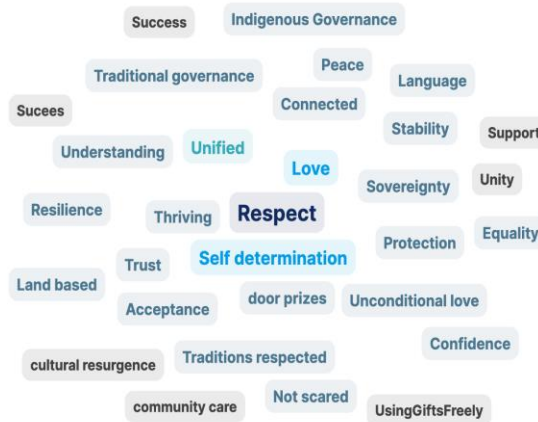 Success
Indigenous Governance
Peace
Traditional governance
Language
Connected
Sucees
Stability
Support
Understanding
Unified
Love
Sovereignty
Unity
Resilience
Thriving
Respect
Equality
Protection
Self determination
Trust
Land based
door prizes
Unconditional love
Acceptance
Confidence
Traditions respected
cultural resurgence
Not scared
community care
UsingGiftsFreely